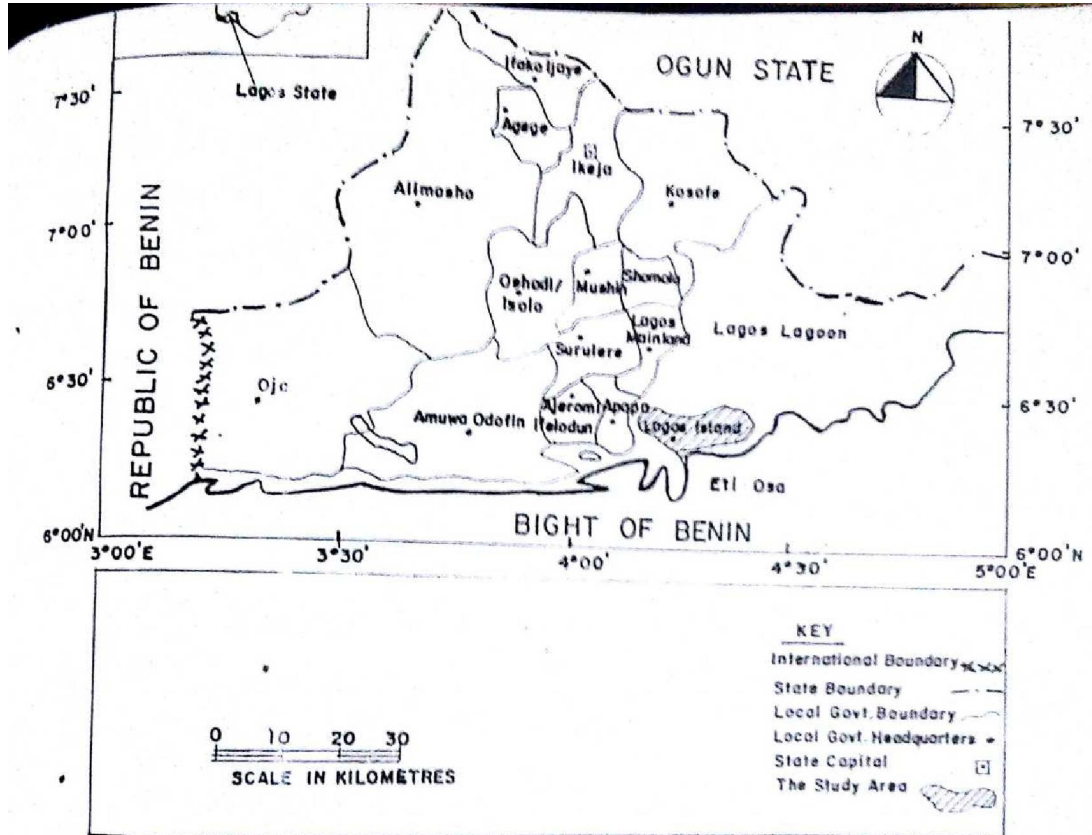 Lagos State
OGUN STATE
N
7°30'
7°30'
Ifako Ijaye
Agege
Ikeja
Alimosho
Kosofe
7°00'
7°00'
REPUBLIC OF BENIN
Oshodi/
Isolo
Mushin
Shomolu
Lagos
Mainland
Lagos Lagoon
Surulere
6°30'
6°30'
Ojo
Amuwa Odofin
Ajeromi
Ifelodun
Apapa
Lagos Island
Eti Osa
BIGHT OF BENIN
6°00'N
6°00'N
3°00'E
3°30'
4°00'
4°30'
5°00'E
KEY
International Boundary
State Boundary
Local Govt. Boundary
Local Govt. Headquarters
State Capital
The Study Area
0 10 20 30
SCALE IN KILOMETRES